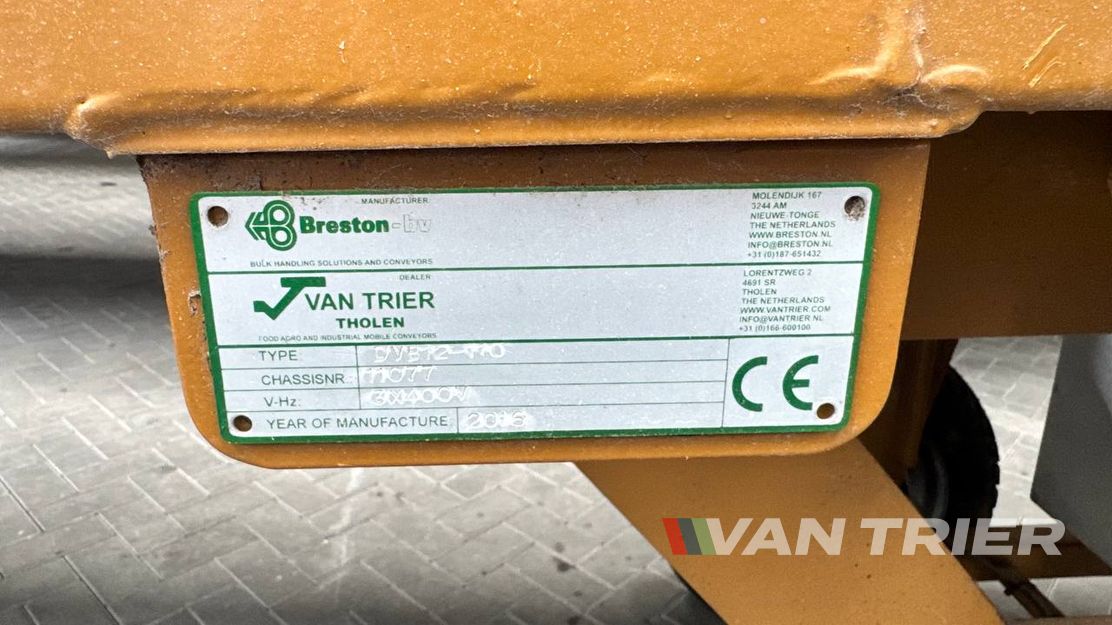 MANUFACTURER
Breston-bv
BULK HANDLING SOLUTIONS AND CONVEYORS
MOLENDIJK 167
3244 AM
NIEUWE-TONGE
THE NETHERLANDS
WWW.BRESTON.NL
INFO@BRESTON.NL
+31 (0)187-651432
DEALER
VAN TRIER
THOLEN
FOOD AGRO AND INDUSTRIAL MOBILE CONVEYORS
LORENTZWEG 2
4691 SR
THOLEN
THE NETHERLANDS
WWW.VANTRIER.COM
INFO@VANTRIER.NL
+31 (0)166-600100
TYPE
CHASSISNR. 11077
V-Hz:
YEAR OF MANUFACTURE
CE
VAN TRIER